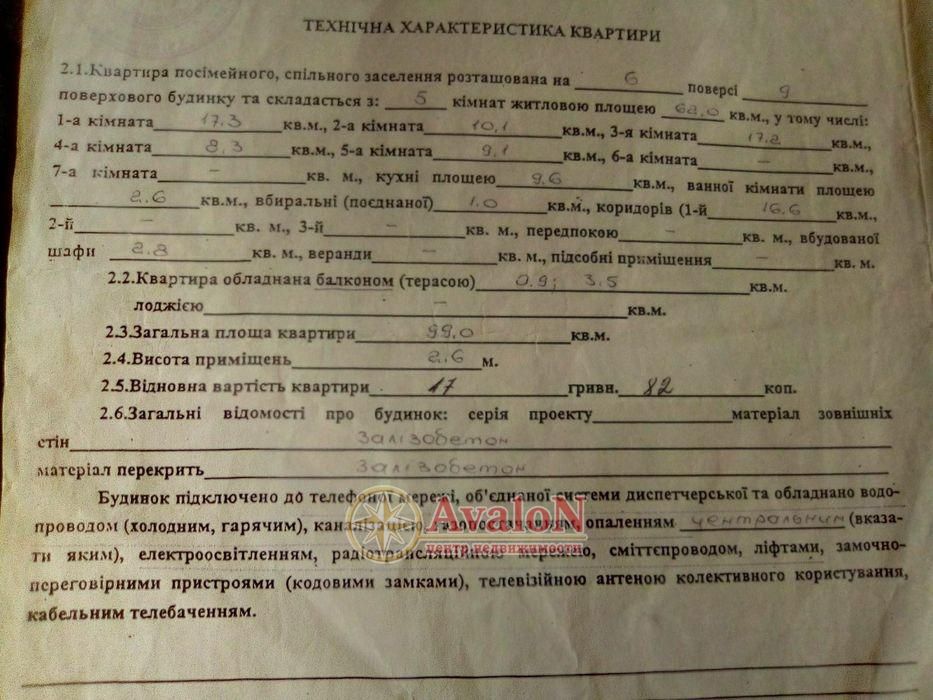 ТЕХНІЧНА ХАРАКТЕРИСТИКА КВАРТИРИ
2.1.Квартира посімейного, спільного заселення розташована на 6 поверсі 9
поверхового будинку та складається з: 5 кімнат житловою площею 62,0 кв.м., у тому числі:
1-а кімната 17.3 кв.м., 2-а кімната 10,1 кв.м., 3-я кімната 17.2 кв.м.,
4-а кімната 8,3 кв.м., 5-а кімната 9,1 кв.м., 6-а кімната – кв.м.,
7-а кімната – кв. м., кухні площею 9.6 кв.м., ванної кімнати площею
2.6 кв.м., вбиральні (поєднаної) 1.0 кв.м., коридорів (1-й 16.6 кв.м.,
2-й – кв. м., 3-й – кв. м., передпокою – кв. м., вбудованої
шафи 2.8 кв. м., веранди – кв. м., підсобні приміщення – кв. м.
2.2.Квартира обладнана балконом (терасою) 0.9; 3.5 кв.м.
лоджією – кв.м.
2.3.Загальна площа квартири 99,0 кв.м.
2.4.Висота приміщень 2.6 м.
2.5.Відновна вартість квартири 17 гривн. 82 коп.
2.6.Загальні відомості про будинок: серія проекту матеріал зовнішніх
стін залізобетон
матеріал перекрить залізобетон
Будинок підключено до телефоної мережі, об'єднаної системи диспетчерської та обладнано водо-
проводом (холодним, гарячим), каналізацією, газопостачанням, опаленням центральним (вказа-
ти яким), електроосвітленням, радіотрансляційною мережею, сміттєпроводом, ліфтами, замочно-
переговірними пристроями (кодовими замками), телевізійною антеною колективного користування,
кабельним телебаченням.
AvaloN
центр недвижимости